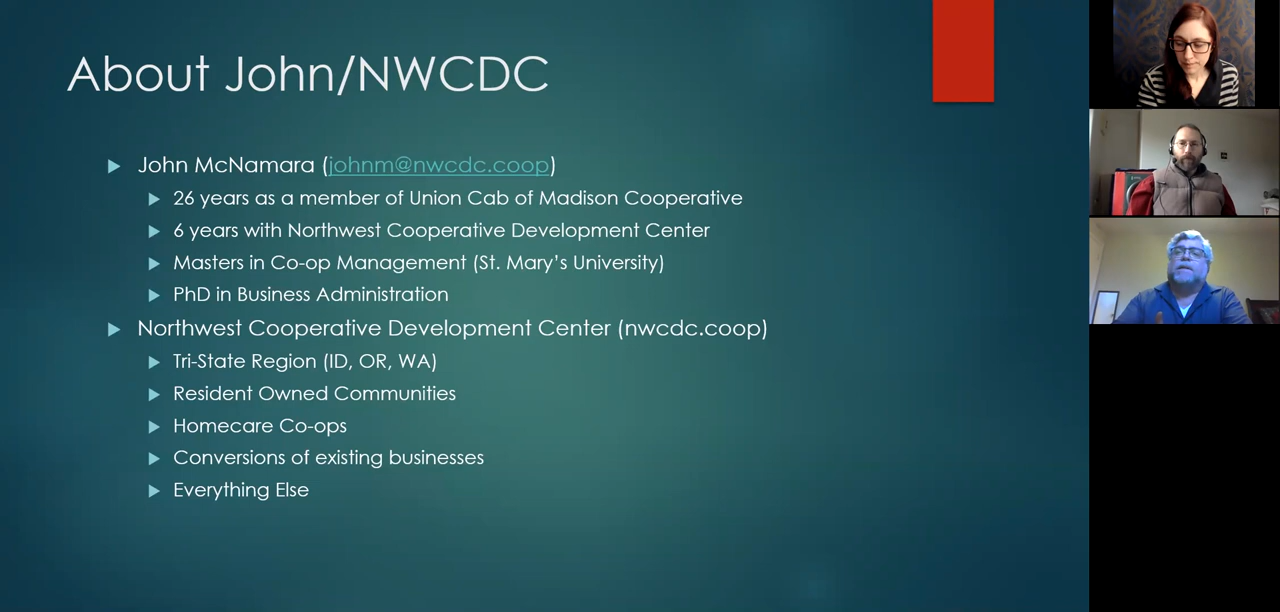 About John/NWCDC
John McNamara (johnm@nwcdc.coop)
26 years as a member of Union Cab of Madison Cooperative
6 years with Northwest Cooperative Development Center
Masters in Co-op Management (St. Mary’s University)
PhD in Business Administration
Northwest Cooperative Development Center (nwcdc.coop)
Tri-State Region (ID, OR, WA)
Resident Owned Communities
Homecare Co-ops
Conversions of existing businesses
Everything Else